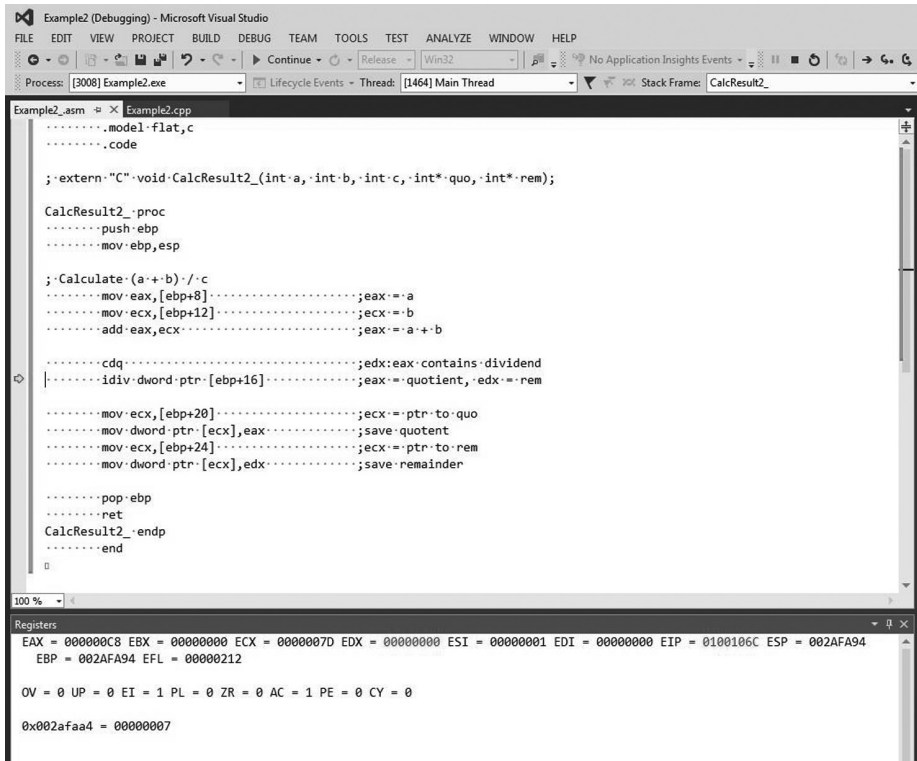 Example2 (Debugging) - Microsoft Visual Studio
FILE EDIT VIEW PROJECT BUILD DEBUG TEAM TOOLS TEST ANALYZE WINDOW HELP
Continue Release Win32 No Application Insights Events
Process: [3008] Example2.exe Lifecycle Events Thread: [1464] Main Thread Stack Frame: CalcResult2_
Example2_.asm Example2.cpp
.model flat,c
.code
; extern "C" void CalcResult2_(int a, int b, int c, int* quo, int* rem);
CalcResult2_ proc
push ebp
mov ebp,esp
; Calculate (a + b) / c
mov eax,[ebp+8] ;eax = a
mov ecx,[ebp+12] ;ecx = b
add eax,ecx ;eax = a + b
cdq ;edx:eax contains dividend
idiv dword ptr [ebp+16] ;eax = quotient, edx = rem
mov ecx,[ebp+20] ;ecx = ptr to quo
mov dword ptr [ecx],eax ;save quotent
mov ecx,[ebp+24] ;ecx = ptr to rem
mov dword ptr [ecx],edx ;save remainder
pop ebp
ret
CalcResult2_ endp
end
100 %
Registers
EAX = 000000C8 EBX = 00000000 ECX = 0000007D EDX = 00000000 ESI = 00000001 EDI = 00000000 EIP = 0100106C ESP = 002AFA94
EBP = 002AFA94 EFL = 00000212
OV = 0 UP = 0 EI = 1 PL = 0 ZR = 0 AC = 1 PE = 0 CY = 0
0x002afaa4 = 00000007